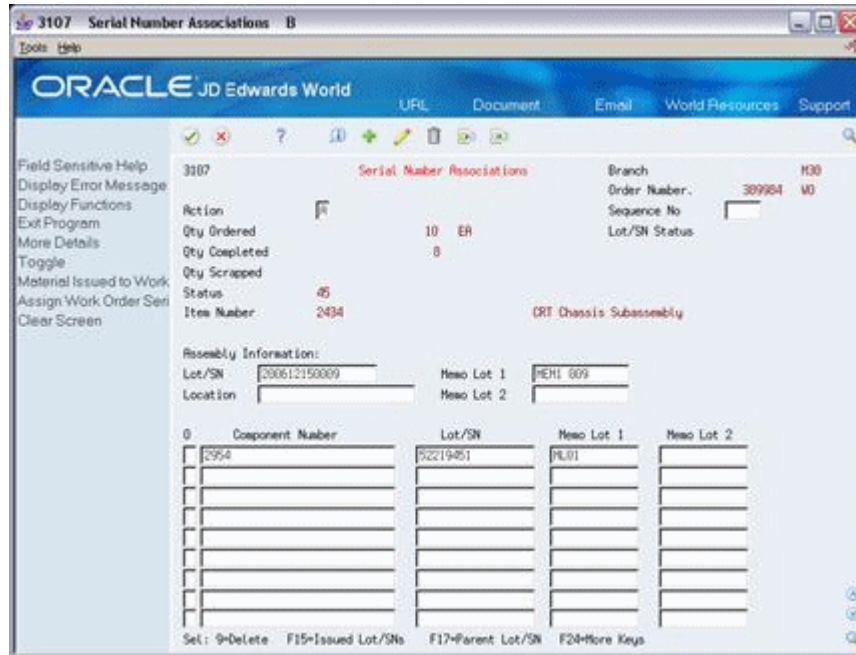 3107 Serial Number Associations B
Tools Help
ORACLE JD Edwards World
URL Document Email World Resources Support
Field Sensitive Help
Display Error Message
Display Functions
Exit Program
More Details
Toggle
Material Issued to Work
Assign Work Order Seri
Clear Screen
3107 Serial Number Associations Branch M30
Order Number. 389984 WO
Action A Sequence No
Qty Ordered 10 EA Lot/SN Status
Qty Completed 8
Qty Scrapped
Status 45
Item Number 2434 CRT Chassis Subassembly
Assembly Information:
Lot/SN 200612150009 Memo Lot 1 MEM1 009
Location Memo Lot 2
O Component Number Lot/SN Memo Lot 1 Memo Lot 2
2954 52219451 ML01
Sel: 9=Delete F15=Issued Lot/SNs F17=Parent Lot/SN F24=More Keys